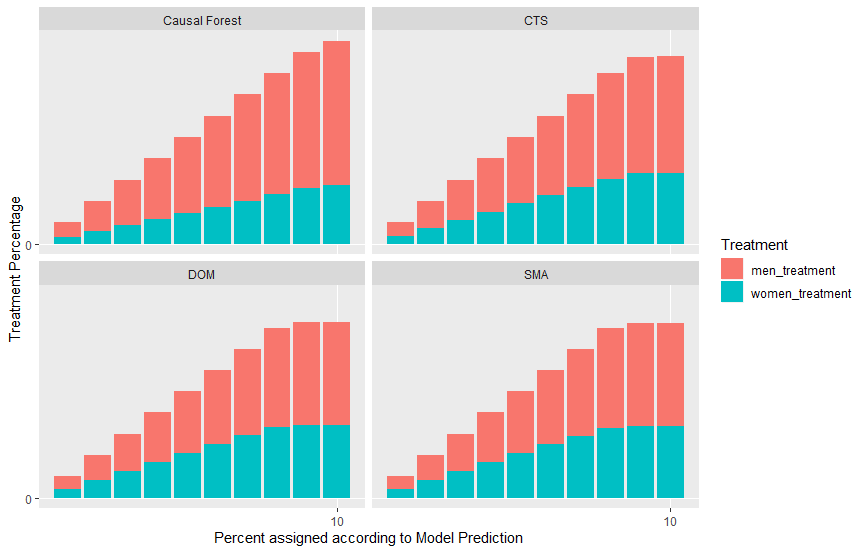 Causal Forest
CTS
0
DOM
SMA
0
10
10
Treatment Percentage
Percent assigned according to Model Prediction
Treatment
men_treatment
women_treatment